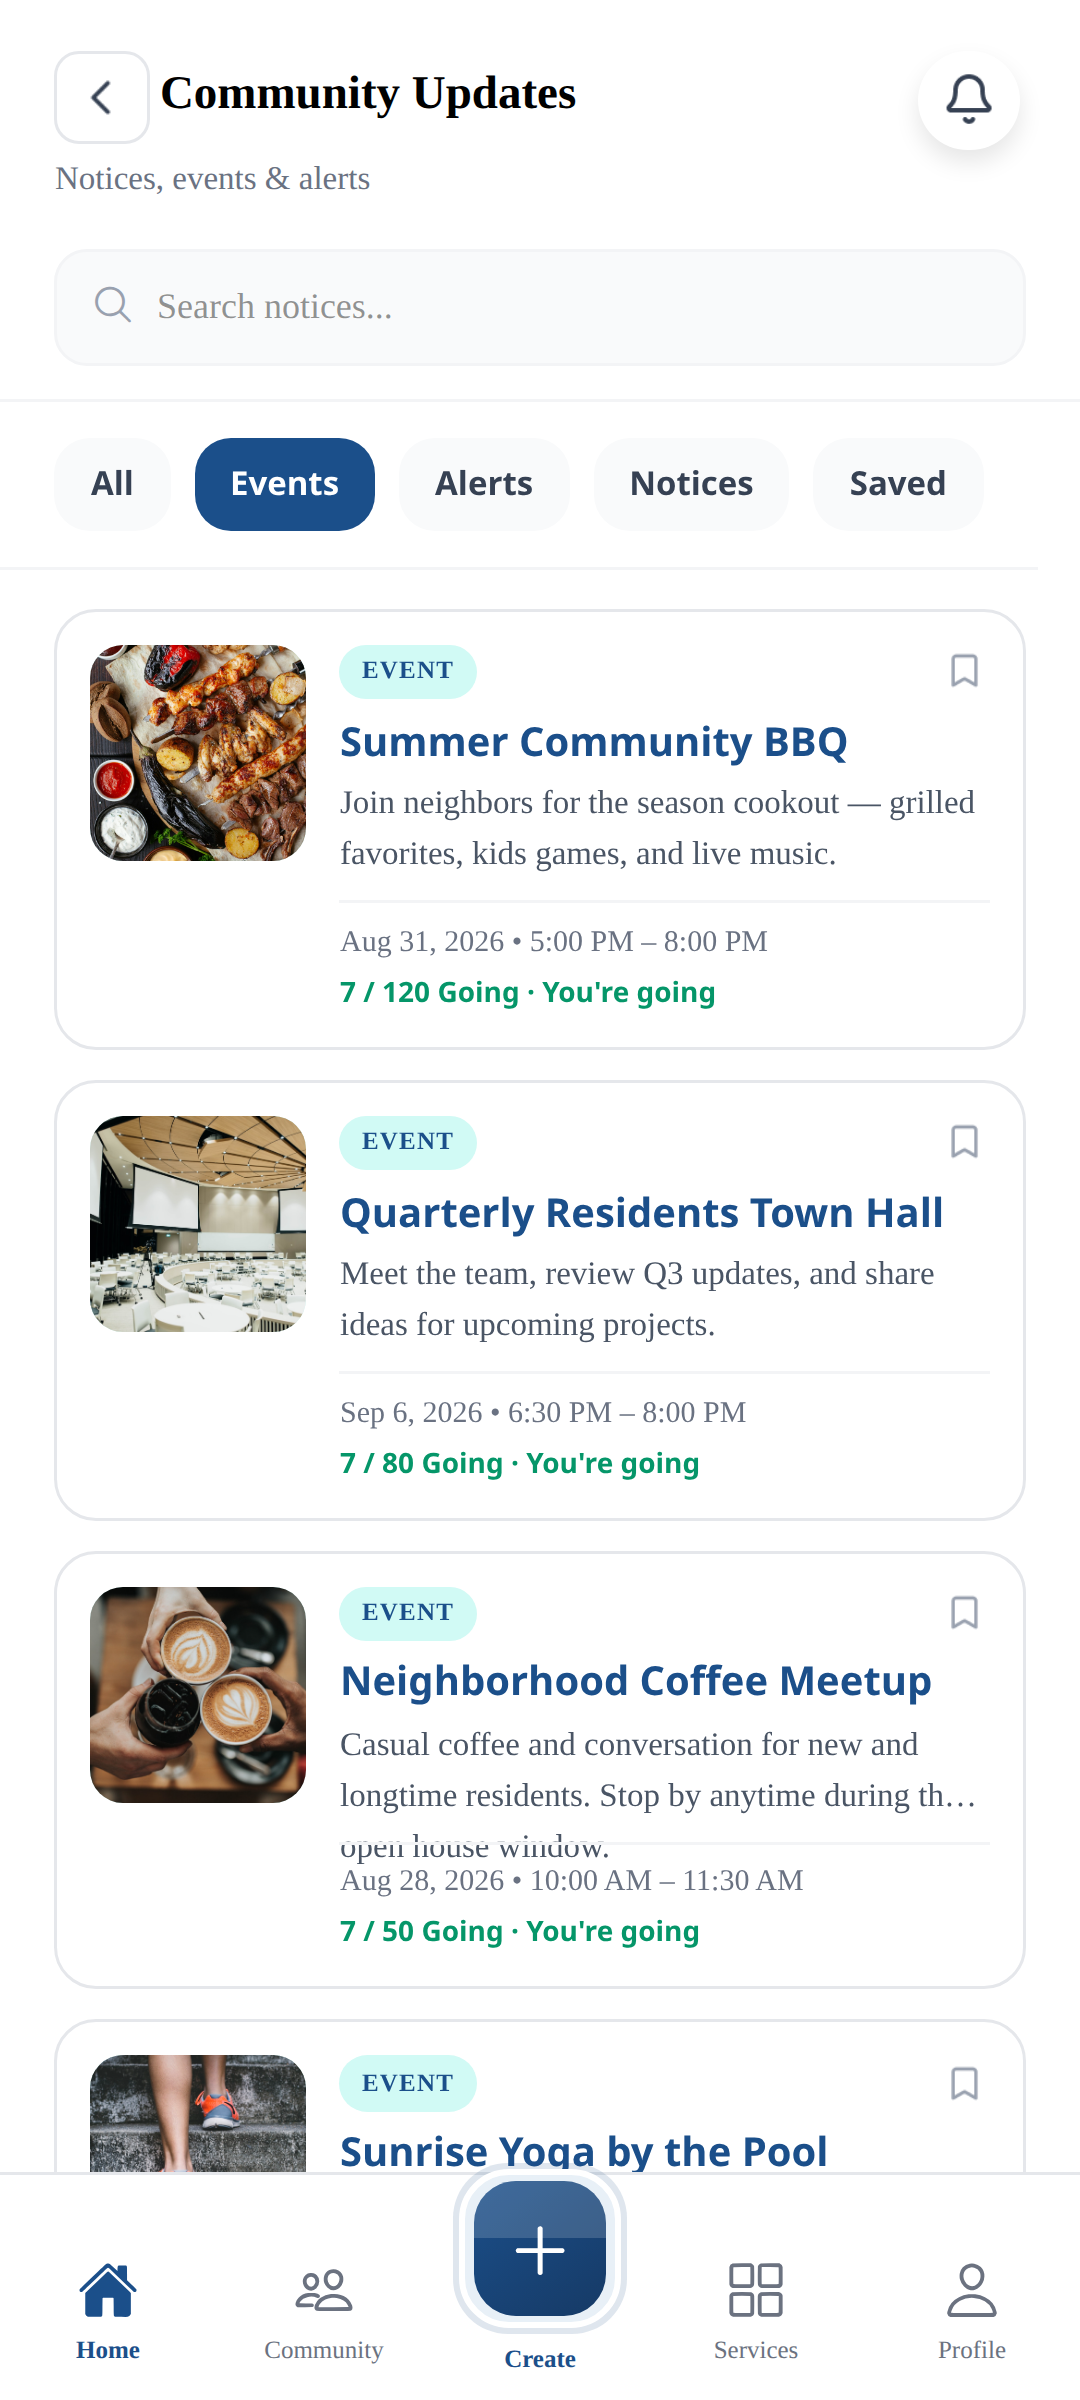 Community Updates
Notices, events & alerts
Search notices...
All
Events
Alerts
Notices
Saved
EVENT
Summer Community BBQ
Join neighbors for the season cookout — grilled
favorites, kids games, and live music.
Aug 31, 2026 • 5:00 PM – 8:00 PM
7 / 120 Going · You're going
EVENT
Quarterly Residents Town Hall
Meet the team, review Q3 updates, and share
ideas for upcoming projects.
Sep 6, 2026 • 6:30 PM – 8:00 PM
7 / 80 Going · You're going
EVENT
Neighborhood Coffee Meetup
Casual coffee and conversation for new and
longtime residents. Stop by anytime during th…
open house window.
Aug 28, 2026 • 10:00 AM – 11:30 AM
7 / 50 Going · You're going
EVENT
Sunrise Yoga by the Pool
Home
Community
Create
Services
Profile